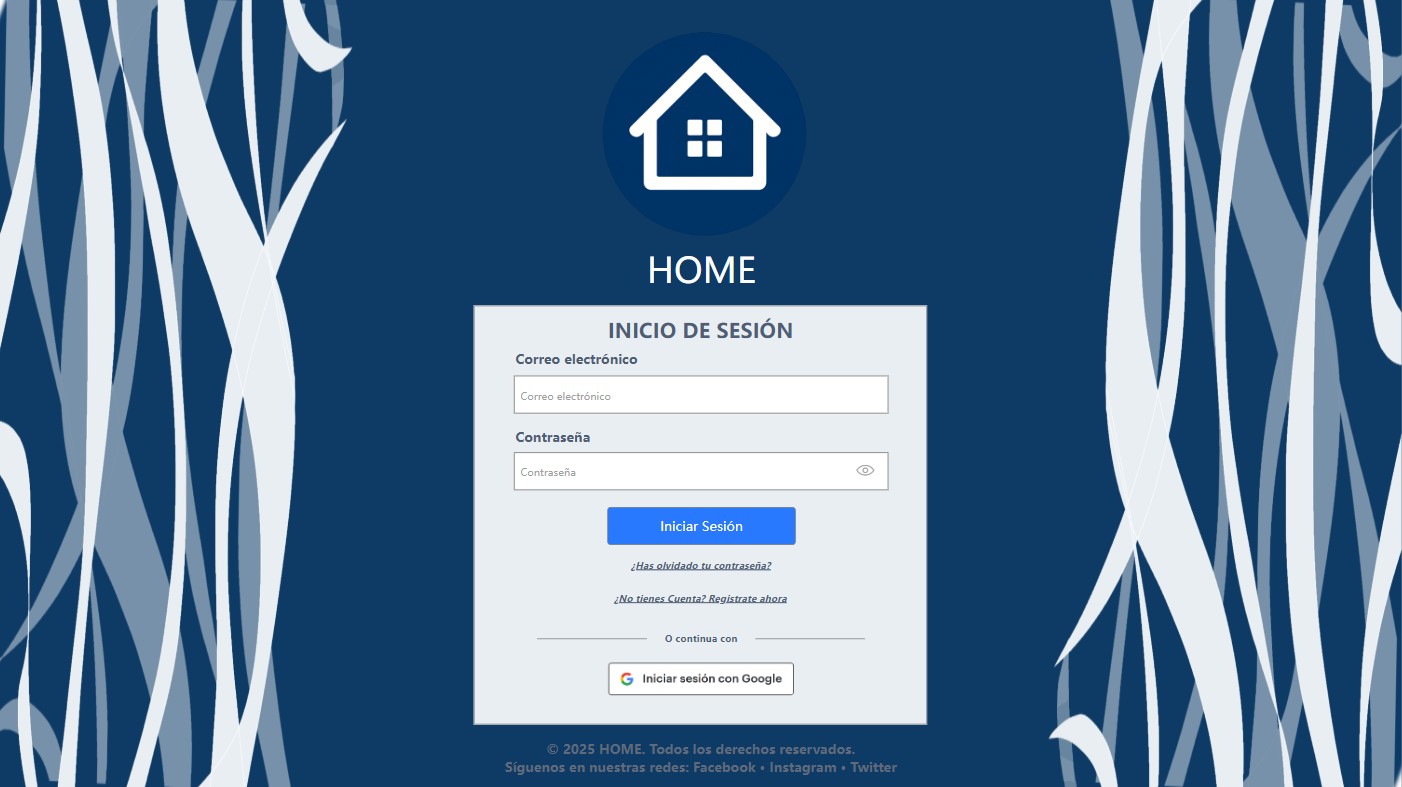 HOME
INICIO DE SESIÓN
Correo electrónico
Correo electrónico
Contraseña
Contraseña
Iniciar Sesión
¿Has olvidado tu contraseña?
¿No tienes Cuenta? Registrate ahora
O continua con
Iniciar sesión con Google
© 2025 HOME. Todos los derechos reservados.
Síguenos en nuestras redes: Facebook • Instagram • Twitter